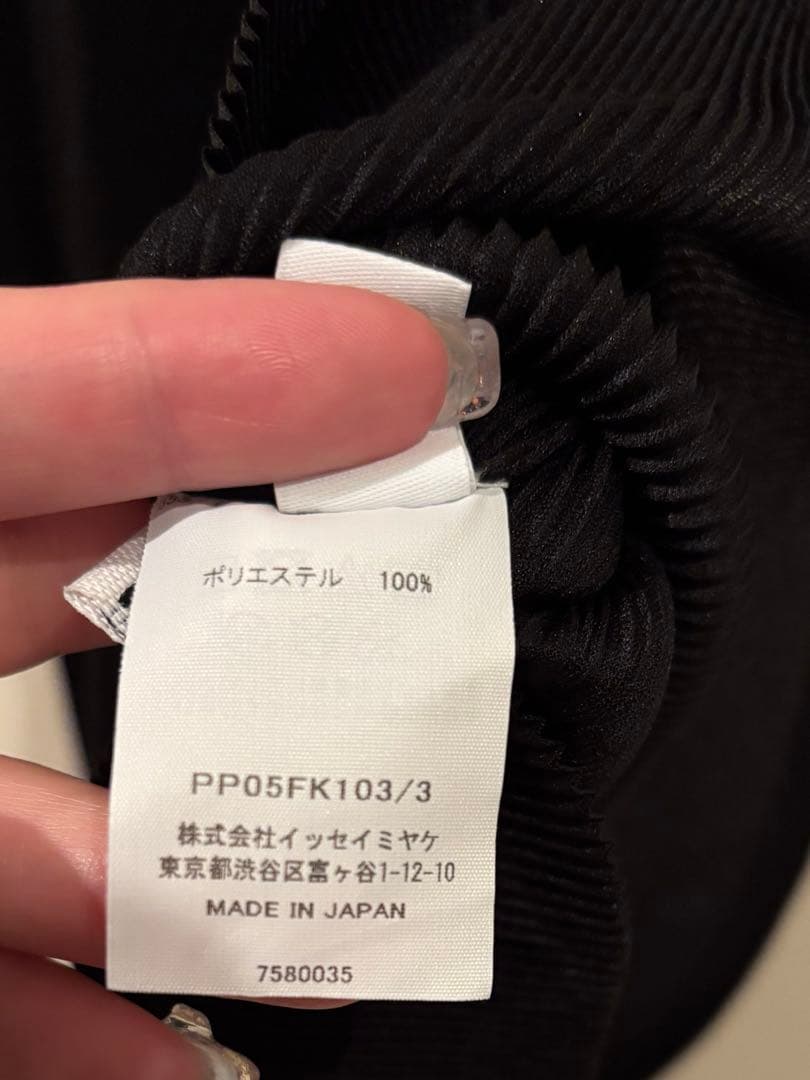 ポリエステル 100%
PP05FK103/3
株式会社イッセイミヤケ
東京都渋谷区富ヶ谷1-12-10
MADE IN JAPAN
7580035